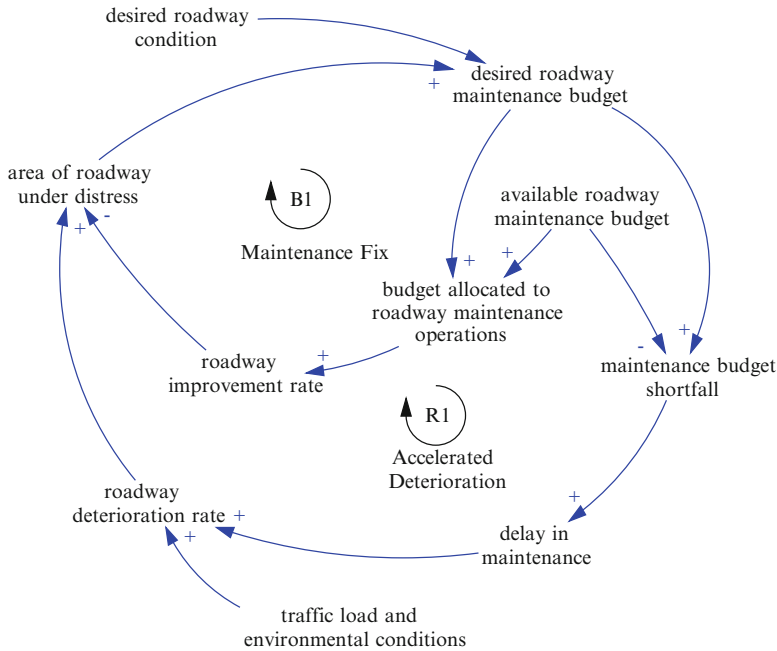 desired roadway
condition
+
desired roadway
maintenance budget
area of roadway
under distress
+
-
B1
Maintenance Fix
available roadway
maintenance budget
+
+
budget allocated to
roadway maintenance
operations
-
+
maintenance budget
shortfall
roadway
improvement rate
+
R1
Accelerated
Deterioration
roadway
deterioration rate
+
+
+
delay in
maintenance
traffic load and
environmental conditions